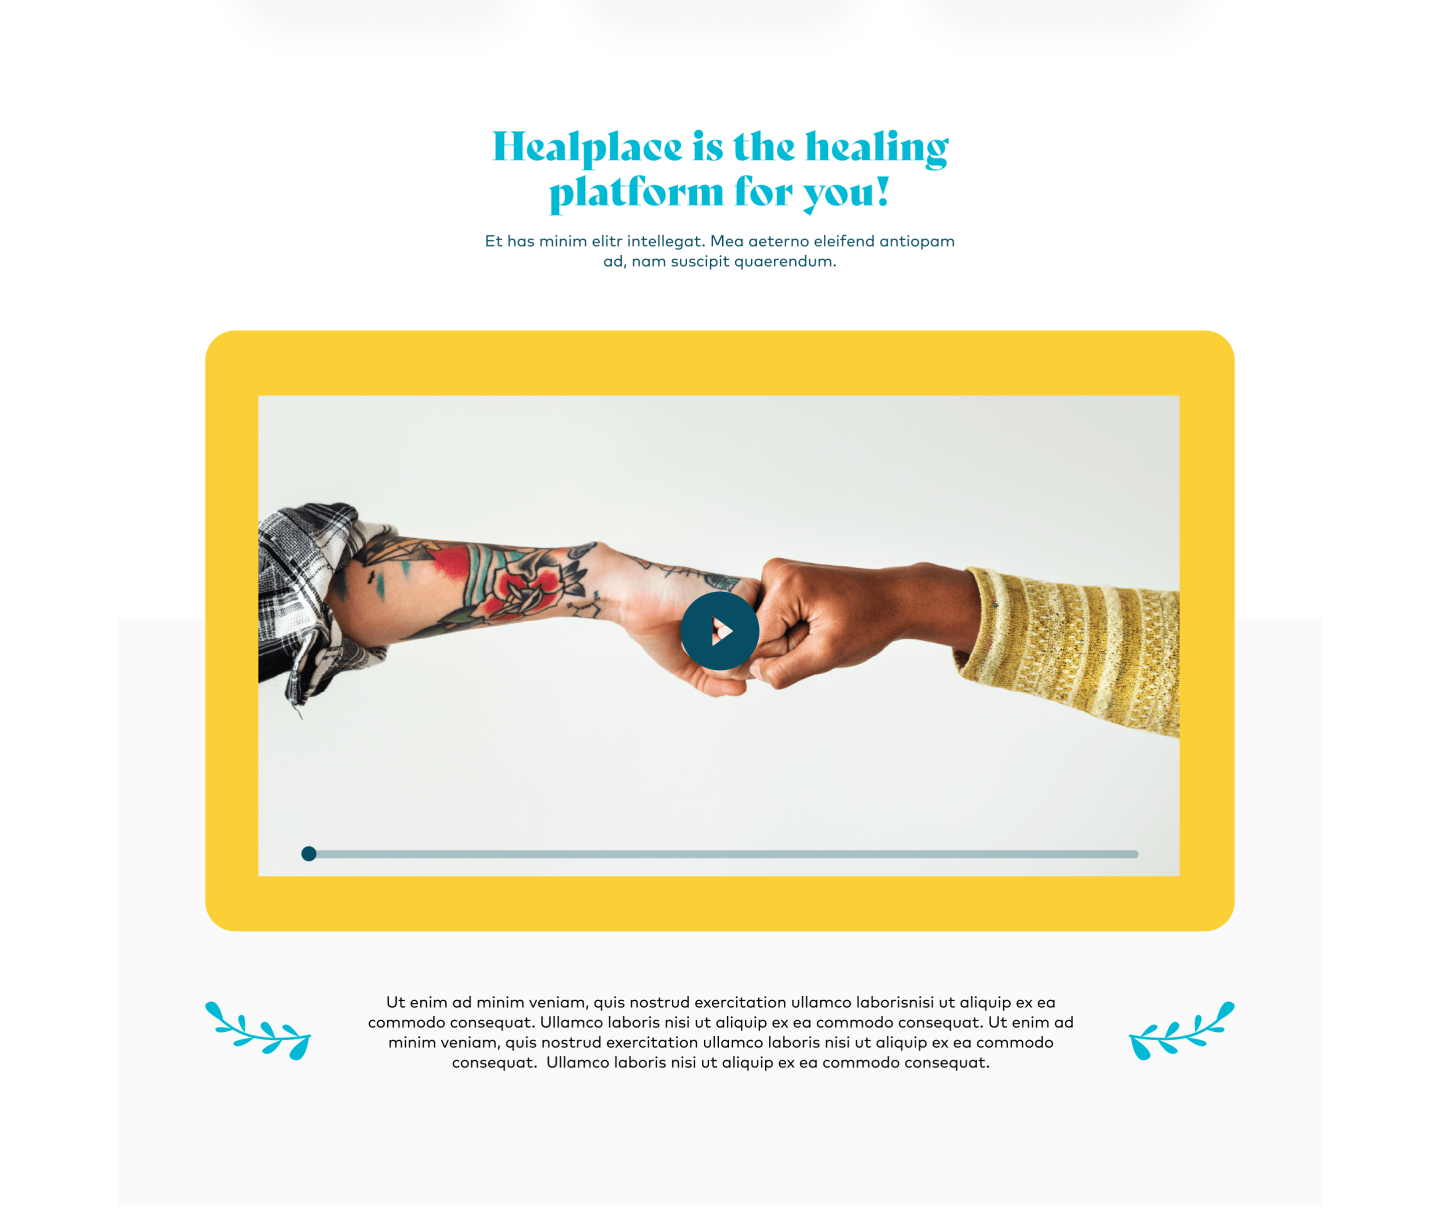 Healplace is the healing
platform for you!
Et has minim elitr intellegat. Mea aeterno eleifend antiopam
ad, nam suscipit quaerendum.
Ut enim ad minim veniam, quis nostrud exercitation ullamco laborisnisi ut aliquip ex ea
commodo consequat. Ullamco laboris nisi ut aliquip ex ea commodo consequat. Ut enim ad
minim veniam, quis nostrud exercitation ullamco laboris nisi ut aliquip ex ea commodo
consequat.  Ullamco laboris nisi ut aliquip ex ea commodo consequat.